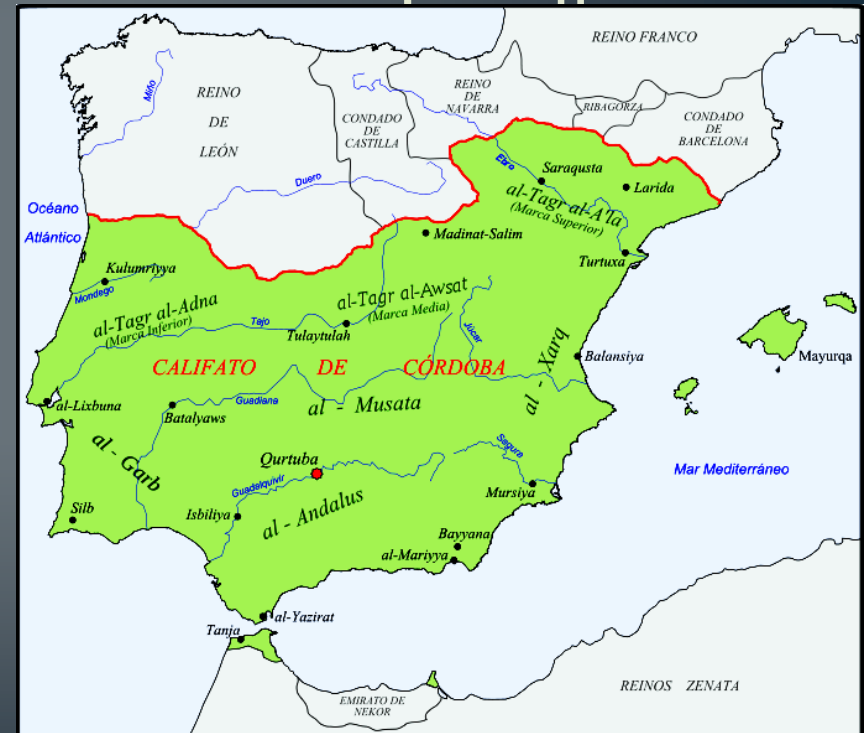 REINO FRANCO
REINO
DE
LEÓN
Miño
CONDADO
DE
CASTILLA
REINO
DE
NAVARRA
RIBAGORZA
CONDADO
DE
BARCELONA
Duero
Ebro
Océano
Atlántico
Saraqusta
Larida
al-Tagr al-A'la
(Marca Superior)
Madinat-Salim
Turtuxa
Kulumriyya
Mondego
al-Tagr al-Adna
(Marca Inferior)
al-Tagr al-Awsat
(Marca Media)
Tajo
Tulaytulah
Júcar
al - Xarq
Balansiya
Mayurqa
CALIFATO DE CÓRDOBA
al-Lixbuna
Batalyaws
Guadiana
al - Musata
al - Garb
Qurtuba
Segura
Mar Mediterráneo
Guadalquivir
Mursiya
Silb
Isbiliya
al - Andalus
Bayyana
al-Mariyya
al-Yazirat
Tanja
EMIRATO DE
NEKOR
REINOS ZENATA